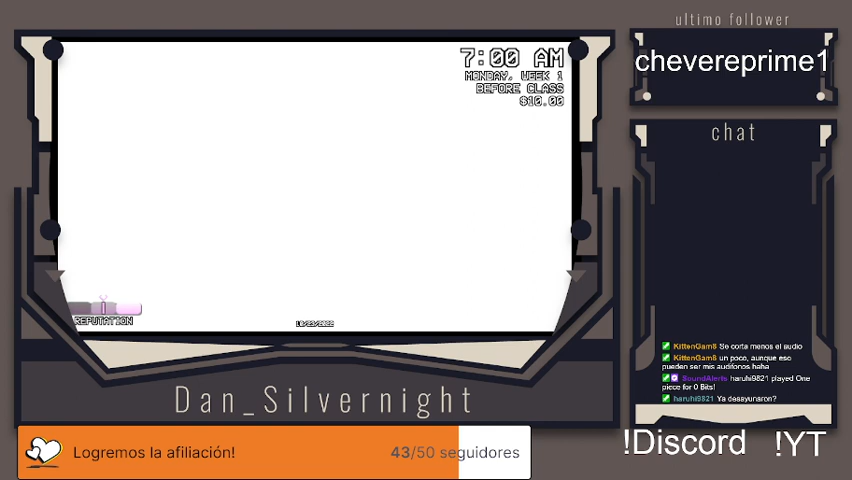 ultimo follower
chevereprime1
7:00 AM
MONDAY, WEEK 1
BEFORE CLASS
$10.00
chat
REPUTATION
KittenGam8 Se corta menos el audio
KittenGam8 un poco, aunque eso
pueden ser mis audifonos haha
SoundAlerts haruhi9821 played One
piece for 0 Bits!
haruhi9821 Ya desayunaron?
Dan_Silvernight
Logremos la afiliación!
43/50 seguidores
!Discord
!YT